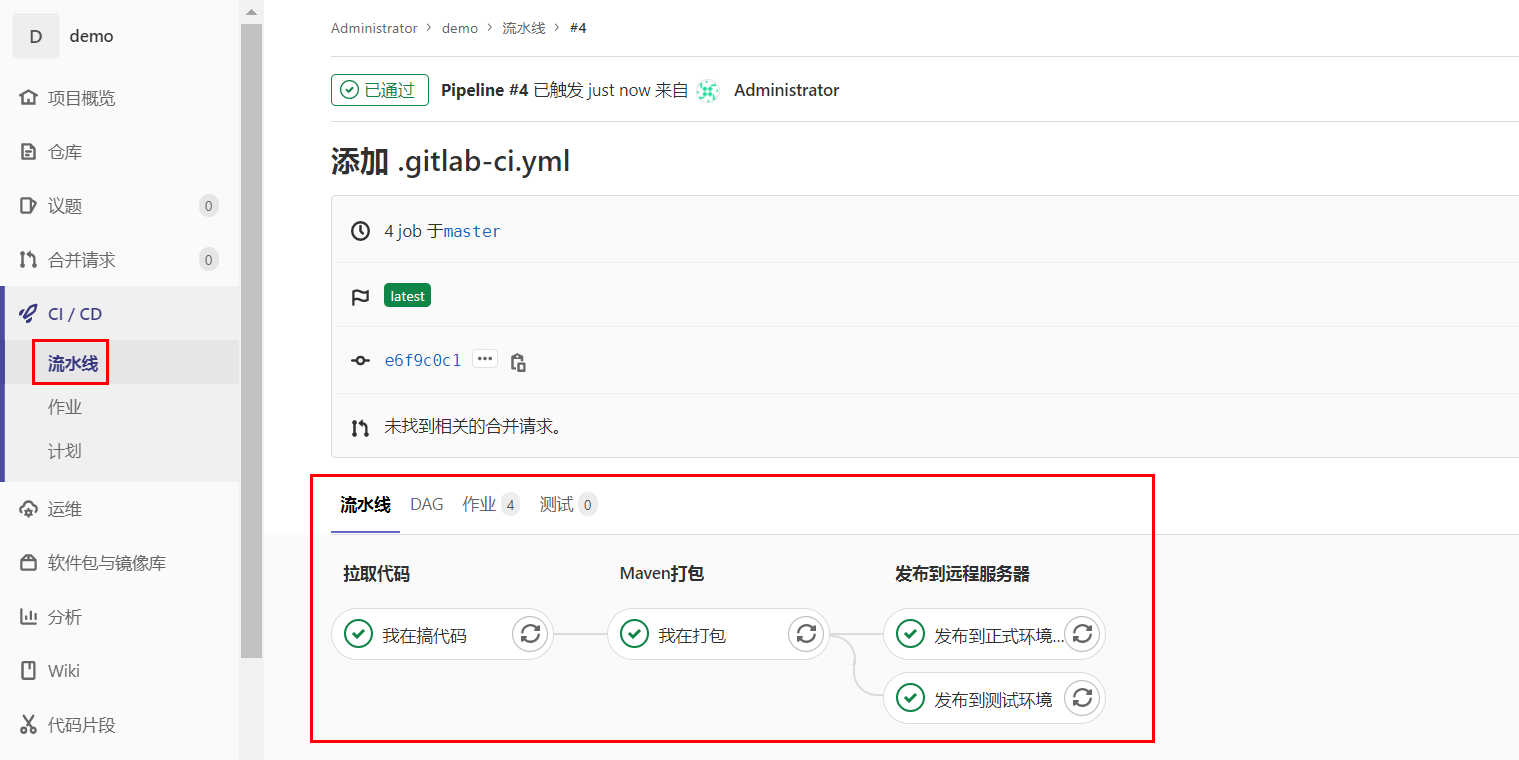 D demo
项目概览
仓库
议题 0
合并请求 0
CI / CD
流水线
作业
计划
运维
软件包与镜像库
分析
Wiki
代码片段
Administrator › demo › 流水线 › #4
已通过 Pipeline #4 已触发 just now 来自 Administrator
添加 .gitlab-ci.yml
4 job 于master
latest
e6f9c0c1 ...
未找到相关的合并请求。
流水线 DAG 作业 4 测试 0
拉取代码 Maven打包 发布到远程服务器
我在搞代码 我在打包 发布到正式环境...
发布到测试环境